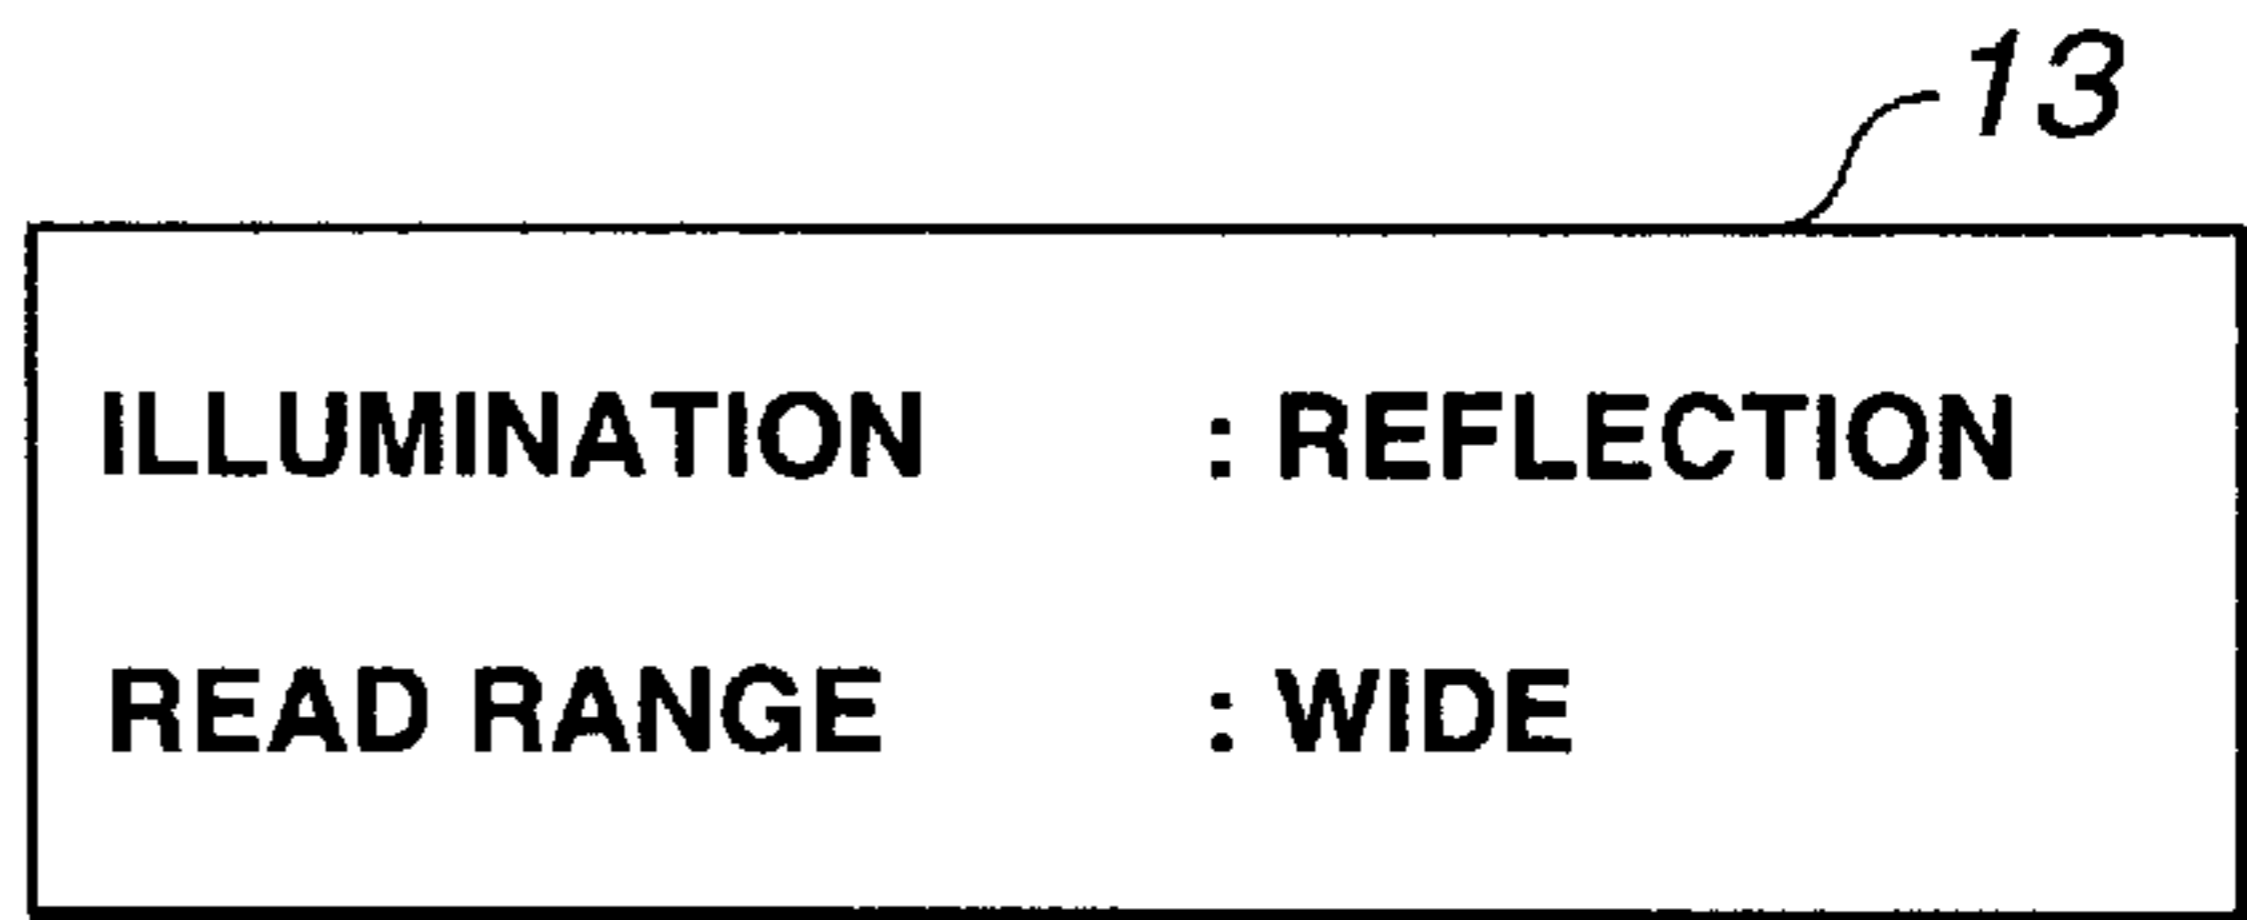 13
ILLUMINATION : REFLECTION
READ RANGE : WIDE